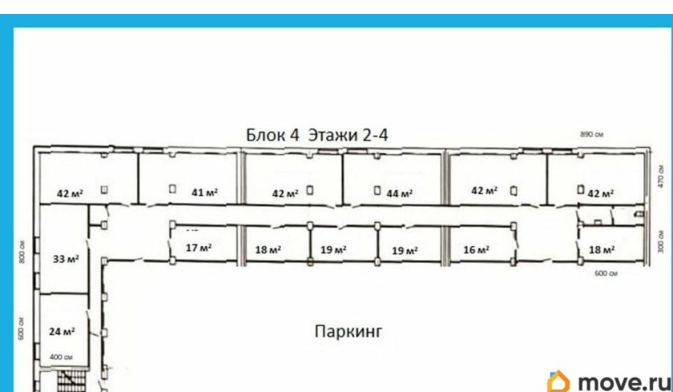 Блок 4 Этажи 2-4
890 см
42 м²
41 м²
42 м²
44 м²
42 м²
42 м²
470 см
17 м²
18 м²
19 м²
19 м²
16 м²
18 м²
300 см
800 см
33 м²
600 см
600 см
24 м²
400 см
Паркинг
move.ru